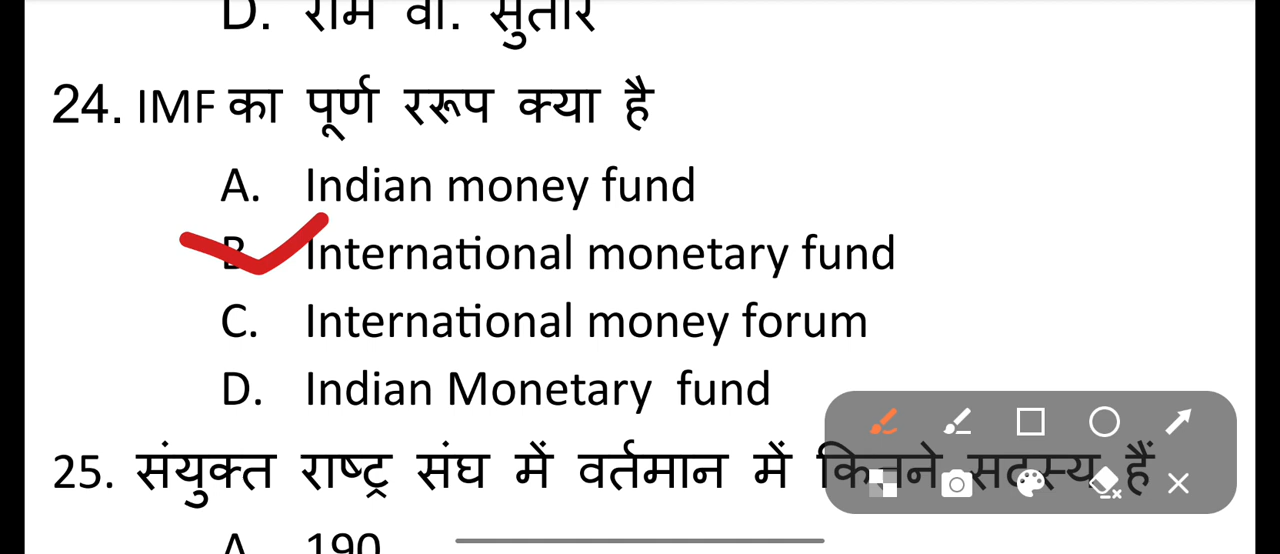 D. राम वी. सुतार
24. IMF का पूर्ण ररूप क्या है
A. Indian money fund
B. International monetary fund
C. International money forum
D. Indian Monetary fund
25. संयुक्त राष्ट्र संघ में वर्तमान में कितने सदस्य हैं
A 190